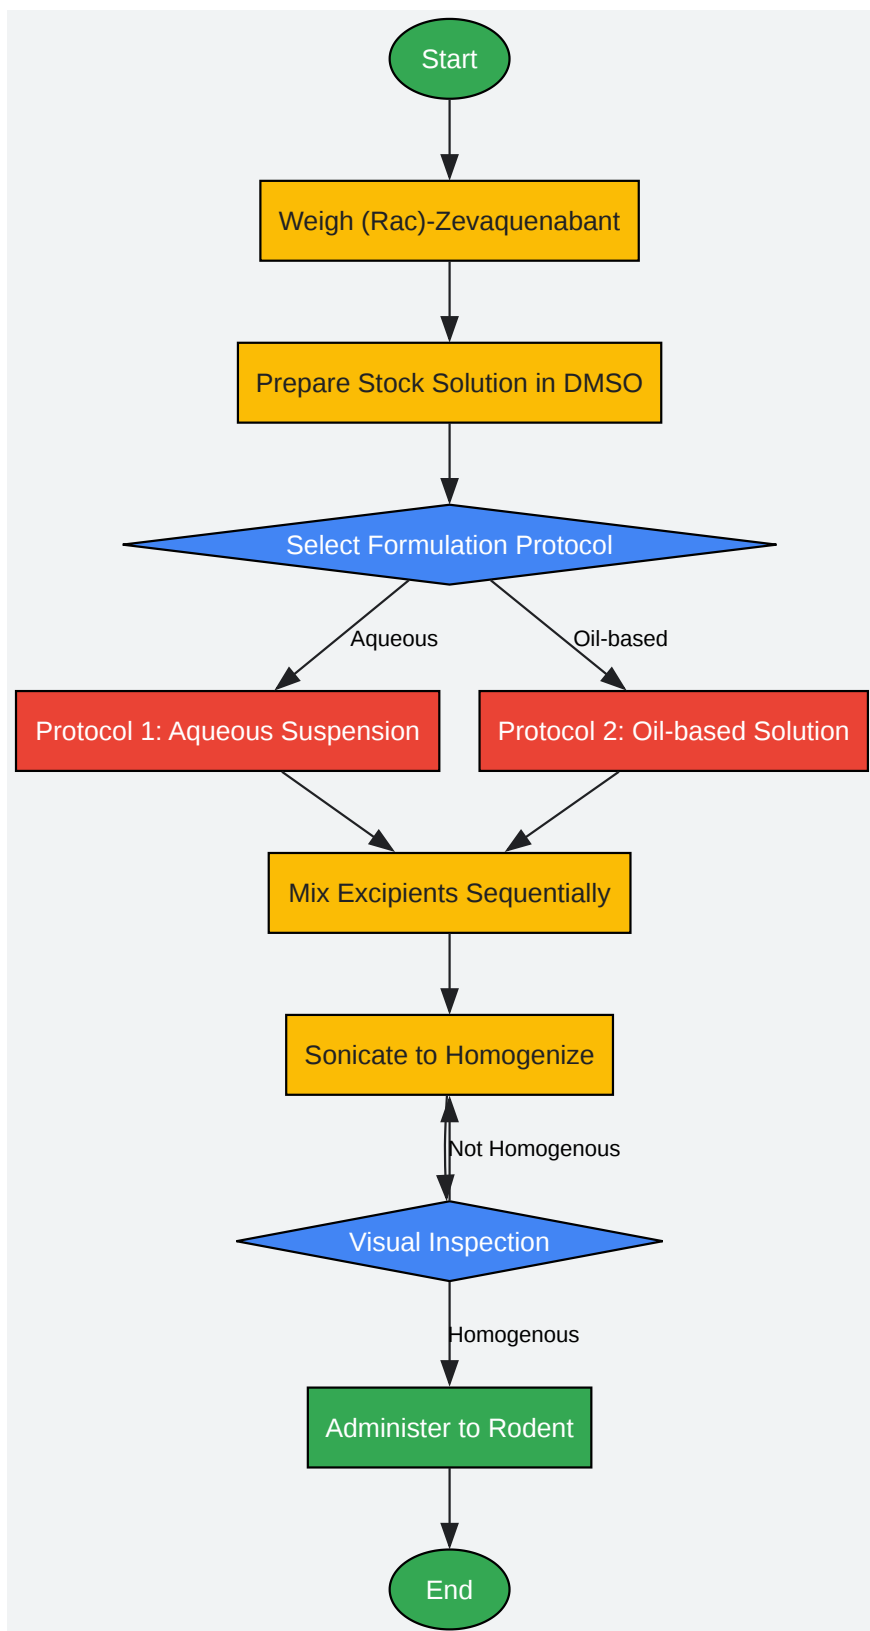 Start
Weigh (Rac)-Zevaquenabant
Prepare Stock Solution in DMSO
Select Formulation Protocol
Aqueous
Oil-based
Protocol 1: Aqueous Suspension
Protocol 2: Oil-based Solution
Mix Excipients Sequentially
Sonicate to Homogenize
Not Homogenous
Visual Inspection
Homogenous
Administer to Rodent
End